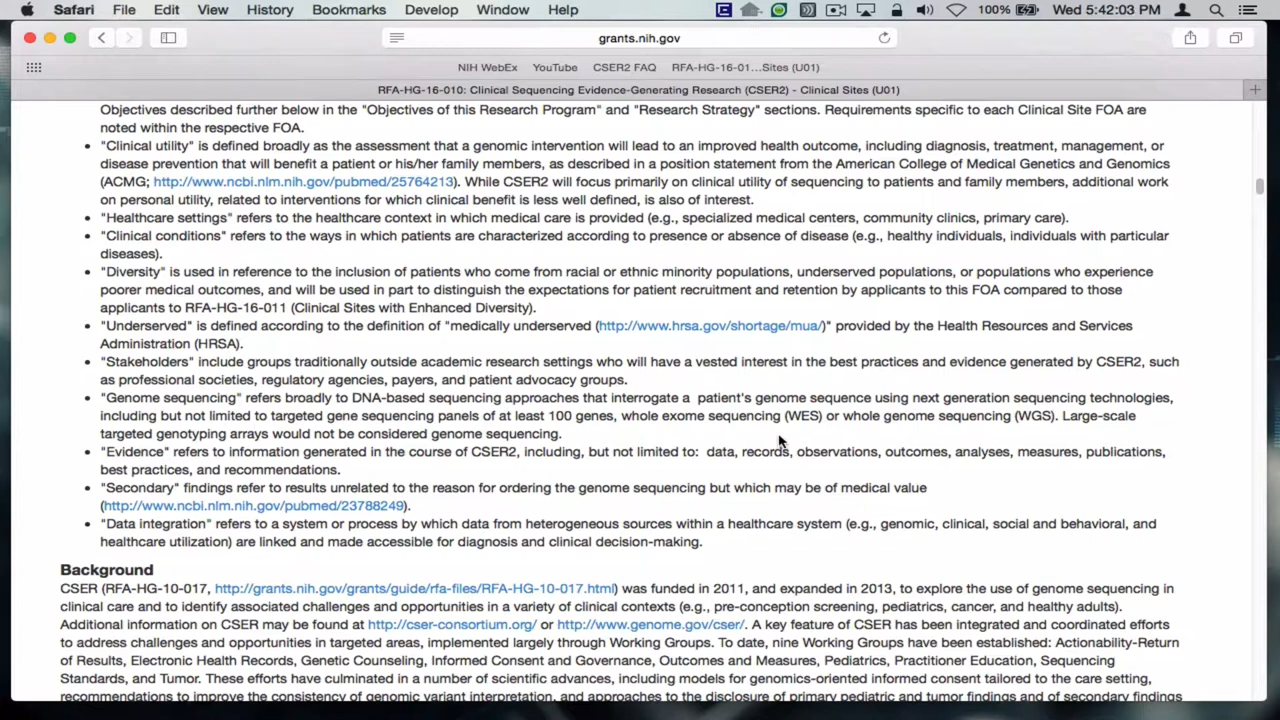 Safari File Edit View History Bookmarks Develop Window Help 100% Wed 5:42:03 PM
grants.nih.gov
NIH WebEx YouTube CSER2 FAQ RFA-HG-16-01...Sites (U01)
RFA-HG-16-010: Clinical Sequencing Evidence-Generating Research (CSER2) - Clinical Sites (U01)
Objectives described further below in the "Objectives of this Research Program" and "Research Strategy" sections. Requirements specific to each Clinical Site FOA are
noted within the respective FOA.
• "Clinical utility" is defined broadly as the assessment that a genomic intervention will lead to an improved health outcome, including diagnosis, treatment, management, or
disease prevention that will benefit a patient or his/her family members, as described in a position statement from the American College of Medical Genetics and Genomics
(ACMG; http://www.ncbi.nlm.nih.gov/pubmed/25764213). While CSER2 will focus primarily on clinical utility of sequencing to patients and family members, additional work
on personal utility, related to interventions for which clinical benefit is less well defined, is also of interest.
• "Healthcare settings" refers to the healthcare context in which medical care is provided (e.g., specialized medical centers, community clinics, primary care).
• "Clinical conditions" refers to the ways in which patients are characterized according to presence or absence of disease (e.g., healthy individuals, individuals with particular
diseases).
• "Diversity" is used in reference to the inclusion of patients who come from racial or ethnic minority populations, underserved populations, or populations who experience
poorer medical outcomes, and will be used in part to distinguish the expectations for patient recruitment and retention by applicants to this FOA compared to those
applicants to RFA-HG-16-011 (Clinical Sites with Enhanced Diversity).
• "Underserved" is defined according to the definition of "medically underserved (http://www.hrsa.gov/shortage/mua/)" provided by the Health Resources and Services
Administration (HRSA).
• "Stakeholders" include groups traditionally outside academic research settings who will have a vested interest in the best practices and evidence generated by CSER2, such
as professional societies, regulatory agencies, payers, and patient advocacy groups.
• "Genome sequencing" refers broadly to DNA-based sequencing approaches that interrogate a patient's genome sequence using next generation sequencing technologies,
including but not limited to targeted gene sequencing panels of at least 100 genes, whole exome sequencing (WES) or whole genome sequencing (WGS). Large-scale
targeted genotyping arrays would not be considered genome sequencing.
• "Evidence" refers to information generated in the course of CSER2, including, but not limited to: data, records, observations, outcomes, analyses, measures, publications,
best practices, and recommendations.
• "Secondary" findings refer to results unrelated to the reason for ordering the genome sequencing but which may be of medical value
(http://www.ncbi.nlm.nih.gov/pubmed/23788249).
• "Data integration" refers to a system or process by which data from heterogeneous sources within a healthcare system (e.g., genomic, clinical, social and behavioral, and
healthcare utilization) are linked and made accessible for diagnosis and clinical decision-making.
Background
CSER (RFA-HG-10-017, http://grants.nih.gov/grants/guide/rfa-files/RFA-HG-10-017.html) was funded in 2011, and expanded in 2013, to explore the use of genome sequencing in
clinical care and to identify associated challenges and opportunities in a variety of clinical contexts (e.g., pre-conception screening, pediatrics, cancer, and healthy adults).
Additional information on CSER may be found at http://cser-consortium.org/ or http://www.genome.gov/cser/. A key feature of CSER has been integrated and coordinated efforts
to address challenges and opportunities in targeted areas, implemented largely through Working Groups. To date, nine Working Groups have been established: Actionability-Return
of Results, Electronic Health Records, Genetic Counseling, Informed Consent and Governance, Outcomes and Measures, Pediatrics, Practitioner Education, Sequencing
Standards, and Tumor. These efforts have culminated in a number of scientific advances, including models for genomics-oriented informed consent tailored to the care setting,
recommendations to improve the consistency of genomic variant interpretation, and approaches to the disclosure of primary pediatric and tumor findings and of secondary findings